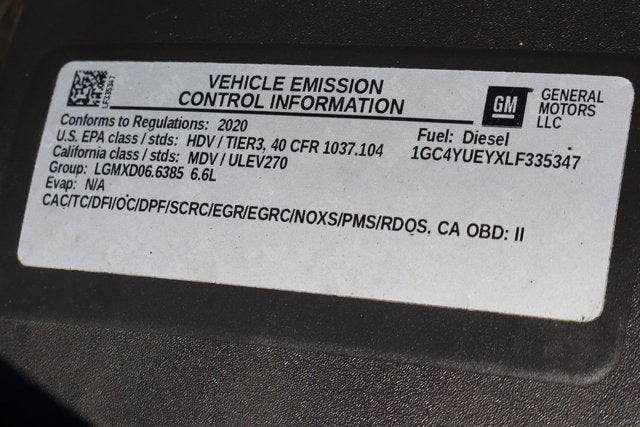 LF335347
VEHICLE EMISSION
CONTROL INFORMATION
GM
GENERAL
MOTORS
LLC
Conforms to Regulations: 2020
U.S. EPA class / stds: HDV / TIER3, 40 CFR 1037.104
California class / stds: MDV / ULEV270
Group: LGMXD06.6385 6.6L
Evap: N/A
Fuel: Diesel
1GC4YUEYXLF335347
CAC/TC/DFI/OC/DPF/SCRC/EGR/EGRC/NOXS/PMS/RDQS, CA OBD: II